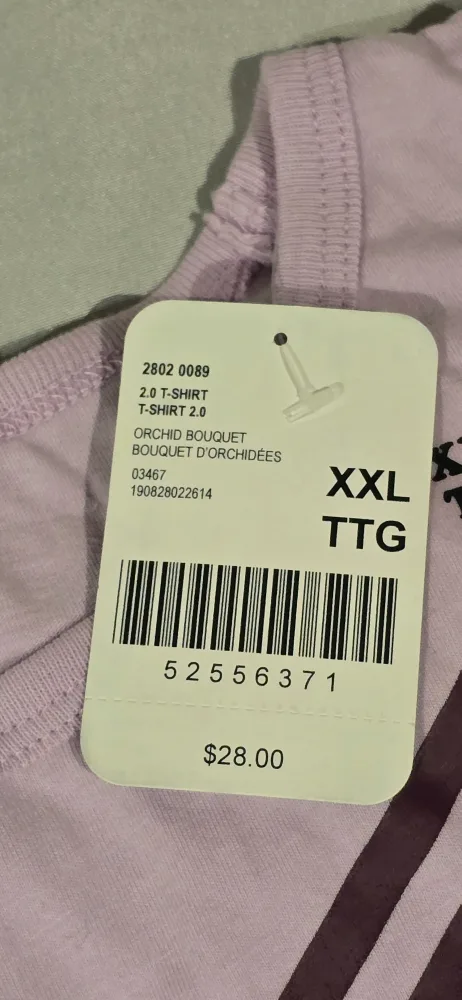 2802 0089
2.0 T-SHIRT
T-SHIRT 2.0
ORCHID BOUQUET
BOUQUET D'ORCHIDÉES
03467
190828022614
XXL
TTG
52556371
$28.00